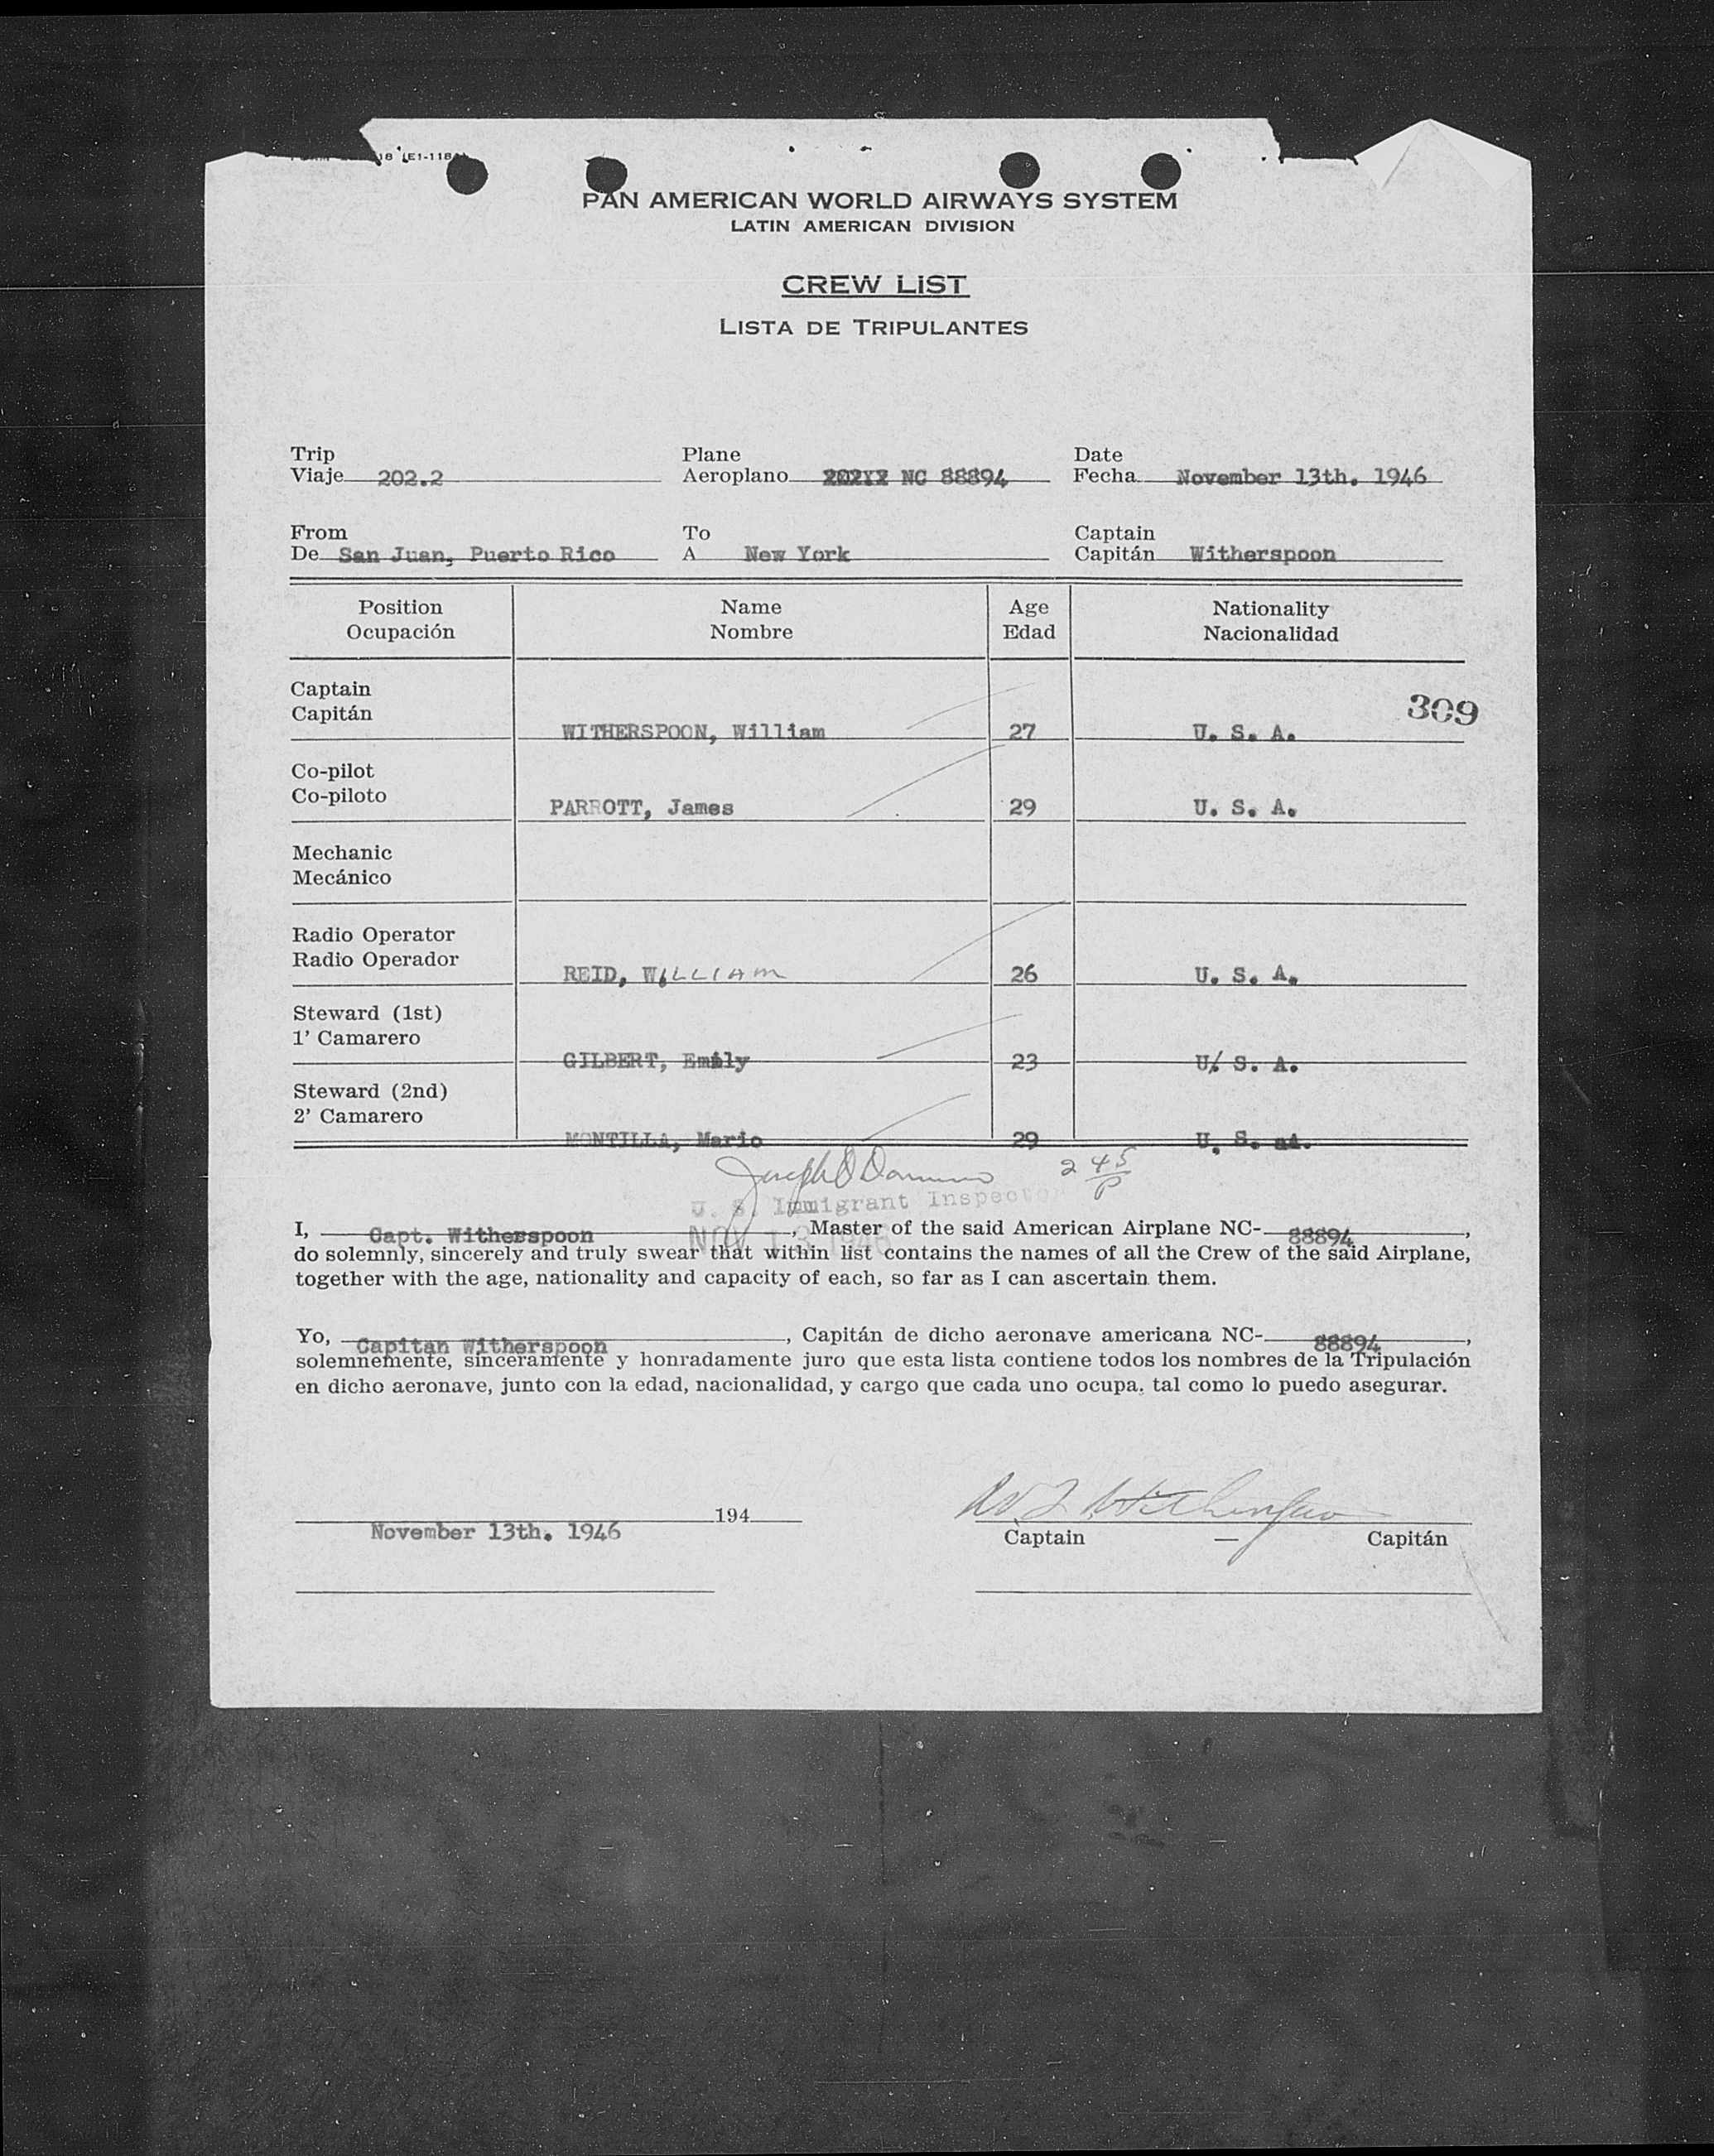 18 (E1-118
PAN AMERICAN WORLD AIRWAYS SYSTEM
LATIN AMERICAN DIVISION
CREW LIST
LISTA DE TRIPULANTES
Trip Plane Date
Viaje 202.2 Aeroplano NC 88894 Fecha November 13th. 1946
From To Captain
De San Juan, Puerto Rico A New York Capitán Witherspoon
Position Name Age Nationality
Ocupación Nombre Edad Nacionalidad
Captain
Capitán
309
WITHERSPOON, William 27 U. S. A.
Co-pilot
Co-piloto
PARROTT, James 29 U. S. A.
Mechanic
Mecánico
Radio Operator
Radio Operador
REID, WILLIAM 26 U. S. A.
Steward (1st)
1' Camarero
GILBERT, Emily 23 U. S. A.
Steward (2nd)
2' Camarero
MONTILLA, Mario 29 U. S.
Joseph 2 45 P
U. S. Immigrant Inspector
I, Capt. Witherspoon, Master of the said American Airplane NC- 88894,
NOV 13 1946
do solemnly, sincerely and truly swear that within list contains the names of all the Crew of the said Airplane,
together with the age, nationality and capacity of each, so far as I can ascertain them.
Yo, Capitan Witherspoon, Capitán de dicho aeronave americana NC- 88894,
solemnemente, sinceramente y honradamente juro que esta lista contiene todos los nombres de la Tripulación
en dicho aeronave, junto con la edad, nacionalidad, y cargo que cada uno ocupa. tal como lo puedo asegurar.
194
November 13th. 1946
Captain — Capitán